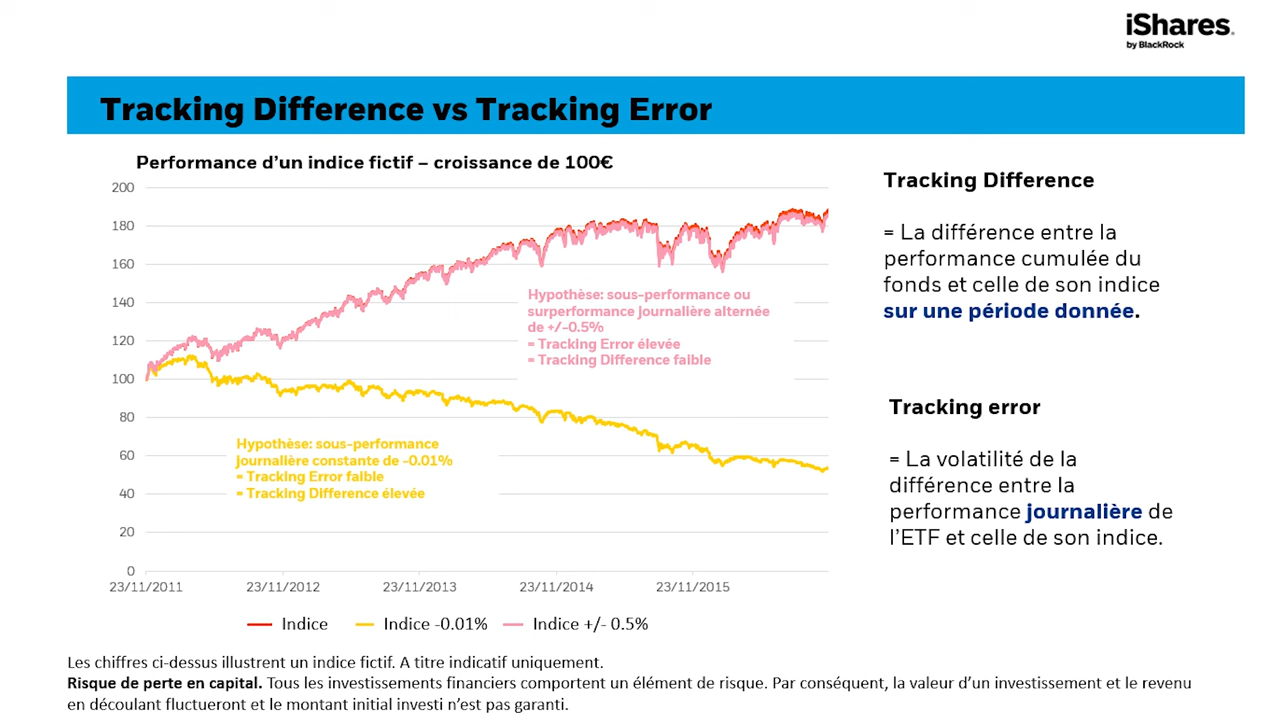 iShares.
by BlackRock
Tracking Difference vs Tracking Error
Performance d’un indice fictif – croissance de 100€
200
180
160
140
120
100
80
60
40
20
0
23/11/2011
23/11/2012
23/11/2013
23/11/2014
23/11/2015
Hypothèse: sous-performance ou
surperformance journalière alternée
de +/-0.5%
= Tracking Error élevée
= Tracking Difference faible
Hypothèse: sous-performance
journalière constante de -0.01%
= Tracking Error faible
= Tracking Difference élevée
Indice
Indice -0.01%
Indice +/- 0.5%
Tracking Difference
= La différence entre la
performance cumulée du
fonds et celle de son indice
sur une période donnée.
Tracking error
= La volatilité de la
différence entre la
performance journalière de
l’ETF et celle de son indice.
Les chiffres ci-dessus illustrent un indice fictif. A titre indicatif uniquement.
Risque de perte en capital. Tous les investissements financiers comportent un élément de risque. Par conséquent, la valeur d’un investissement et le revenu
en découlant fluctueront et le montant initial investi n’est pas garanti.